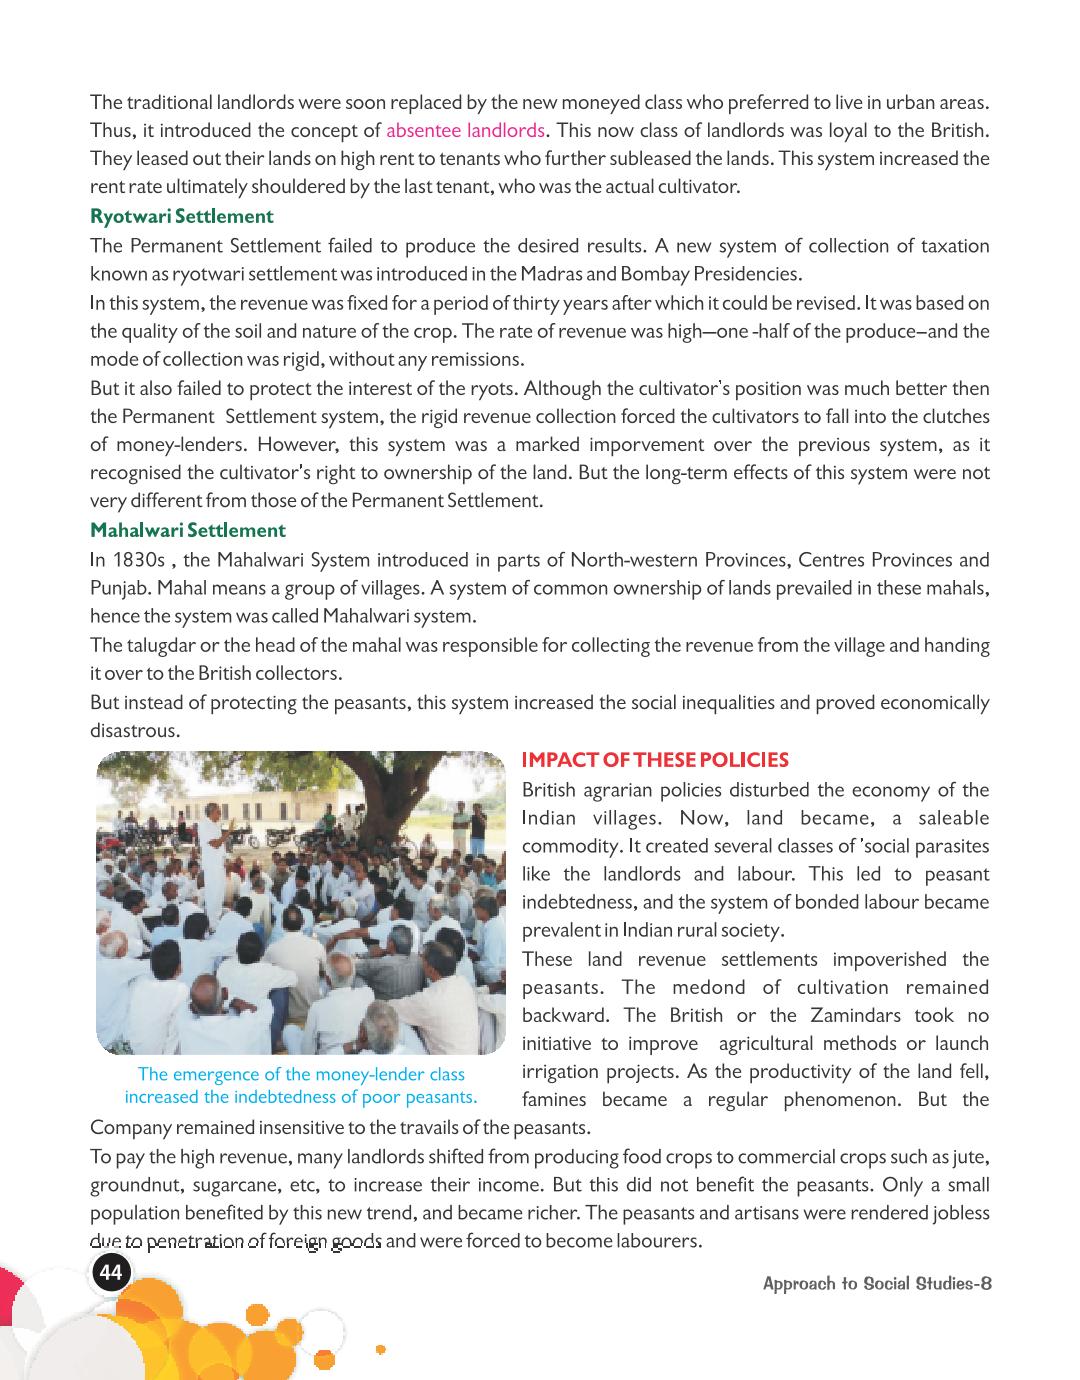 The traditional landlords were soon replaced by the new moneyed class who preferred to live in urban areas.
Thus, it introduced the concept of absentee landlords. This now class of landlords was loyal to the British.
They leased out their lands on high rent to tenants who further subleased the lands. This system increased the
rent rate ultimately shouldered by the last tenant, who was the actual cultivator.
Ryotwari Settlement
The Permanent Settlement failed to produce the desired results. A new system of collection of taxation
known as ryotwari settlement was introduced in the Madras and Bombay Presidencies.
In this system, the revenue was fixed for a period of thirty years after which it could be revised. It was based on
the quality of the soil and nature of the crop. The rate of revenue was high—one -half of the produce—and the
mode of collection was rigid, without any remissions.
But it also failed to protect the interest of the ryots. Although the cultivator's position was much better then
the Permanent Settlement system, the rigid revenue collection forced the cultivators to fall into the clutches
of money-lenders. However, this system was a marked imporvement over the previous system, as it
recognised the cultivator's right to ownership of the land. But the long-term effects of this system were not
very different from those of the Permanent Settlement.
Mahalwari Settlement
In 1830s , the Mahalwari System introduced in parts of North-western Provinces, Centres Provinces and
Punjab. Mahal means a group of villages. A system of common ownership of lands prevailed in these mahals,
hence the system was called Mahalwari system.
The talugdar or the head of the mahal was responsible for collecting the revenue from the village and handing
it over to the British collectors.
But instead of protecting the peasants, this system increased the social inequalities and proved economically
disastrous.
IMPACT OF THESE POLICIES
British agrarian policies disturbed the economy of the
Indian villages. Now, land became, a saleable
commodity. It created several classes of 'social parasites
like the landlords and labour. This led to peasant
indebtedness, and the system of bonded labour became
prevalent in Indian rural society.
These land revenue settlements impoverished the
peasants. The medond of cultivation remained
backward. The British or the Zamindars took no
initiative to improve agricultural methods or launch
irrigation projects. As the productivity of the land fell,
famines became a regular phenomenon. But the
The emergence of the money-lender class
increased the indebtedness of poor peasants.
Company remained insensitive to the travails of the peasants.
To pay the high revenue, many landlords shifted from producing food crops to commercial crops such as jute,
groundnut, sugarcane, etc, to increase their income. But this did not benefit the peasants. Only a small
population benefited by this new trend, and became richer. The peasants and artisans were rendered jobless
due to penetration of foreign goods and were forced to become labourers.
44
Approach to Social Studies-8